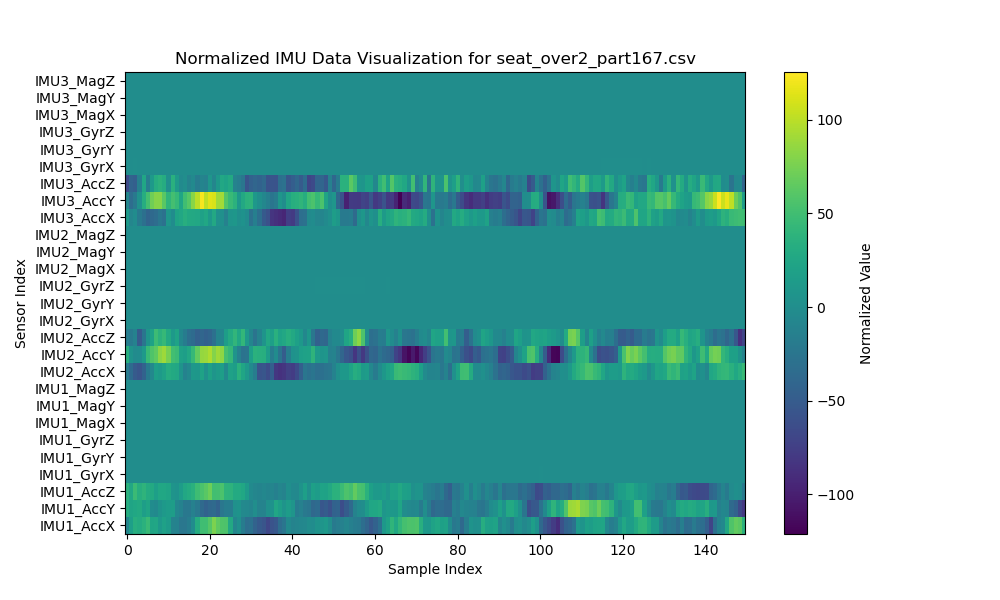 Normalized IMU Data Visualization for seat_over2_part167.csv
IMU3_MagZ
IMU3_MagY
IMU3_MagX
IMU3_GyrZ
IMU3_GyrY
IMU3_GyrX
IMU3_AccZ
IMU3_AccY
IMU3_AccX
IMU2_MagZ
IMU2_MagY
IMU2_MagX
IMU2_GyrZ
IMU2_GyrY
IMU2_GyrX
IMU2_AccZ
IMU2_AccY
IMU2_AccX
IMU1_MagZ
IMU1_MagY
IMU1_MagX
IMU1_GyrZ
IMU1_GyrY
IMU1_GyrX
IMU1_AccZ
IMU1_AccY
IMU1_AccX
Sensor Index
0 20 40 60 80 100 120 140
Sample Index
100
50
0
−50
−100
Normalized Value